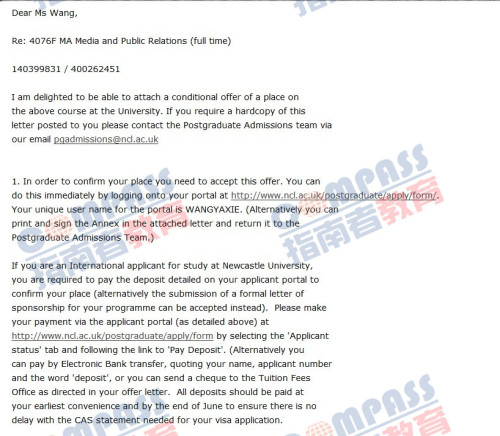 Dear Ms Wang,
Re: 4076F MA Media and Public Relations (full time)
140399831 / 400262451
I am delighted to be able to attach a conditional offer of a place on
the above course at the University. If you require a hardcopy of this
letter posted to you please contact the Postgraduate Admissions team via
our email pgadmissions@ncl.ac.uk
1. In order to confirm your place you need to accept this offer. You can
do this immediately by logging onto your portal at http://www.ncl.ac.uk/postgraduate/apply/form/.
Your unique user name for the portal is WANGYAXIE. (Alternatively you can
print and sign the Annex in the attached letter and return it to the
Postgraduate Admissions Team.)
If you are an International applicant for study at Newcastle University,
you are required to pay the deposit detailed on your applicant portal to
confirm your place (alternatively the submission of a formal letter of
sponsorship for your programme can be accepted instead).  Please make
your payment via the applicant portal (as detailed above) at
http://www.ncl.ac.uk/postgraduate/apply/form by selecting the 'Applicant
status' tab and following the link to 'Pay Deposit'. (Alternatively you
can pay by Electronic Bank transfer, quoting your name, applicant number
and the word 'deposit', or you can send a cheque to the Tuition Fees
Office as directed in your offer letter.  All deposits should be paid at
your earliest convenience and by the end of June to ensure there is no
delay with the CAS statement needed for your visa application.
COMPASS
指南者教育
COMPASS
指南者教育
COMPASS
指南者教育
COMPASS
指南者教育